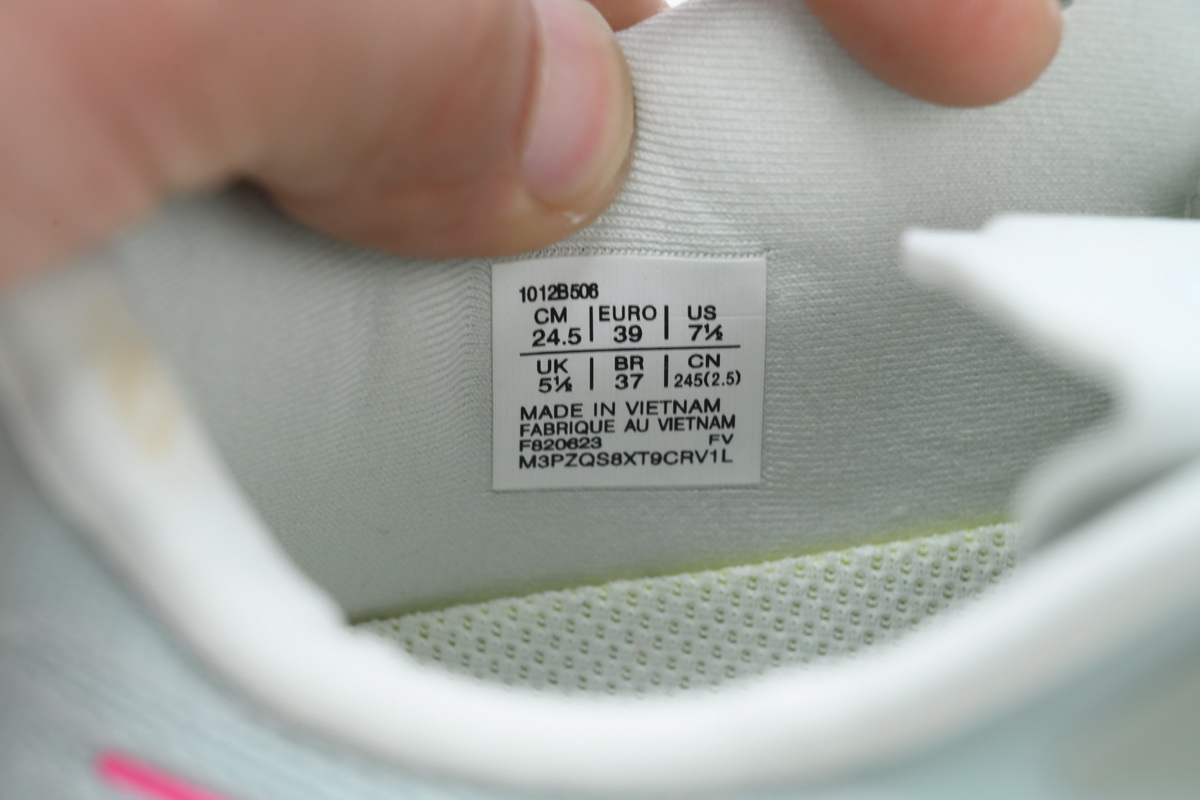 1012B506
CM | EURO | US
24.5 | 39 | 7½
UK | BR | CN
5½ | 37 | 245(2.5)
MADE IN VIETNAM
FABRIQUE AU VIETNAM
F820623 FV
M3PZQS8XT9CRV1L